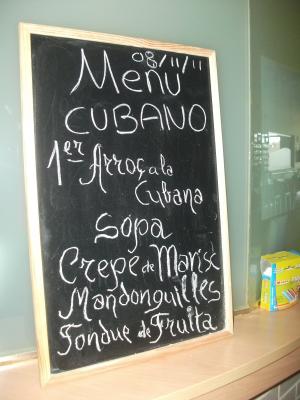 08/11/11
Menú
CUBANO
1er Arroç a la
Cubana
Sopa
Crepe de Marisc
Mandonguilles
Fondue de Fruita